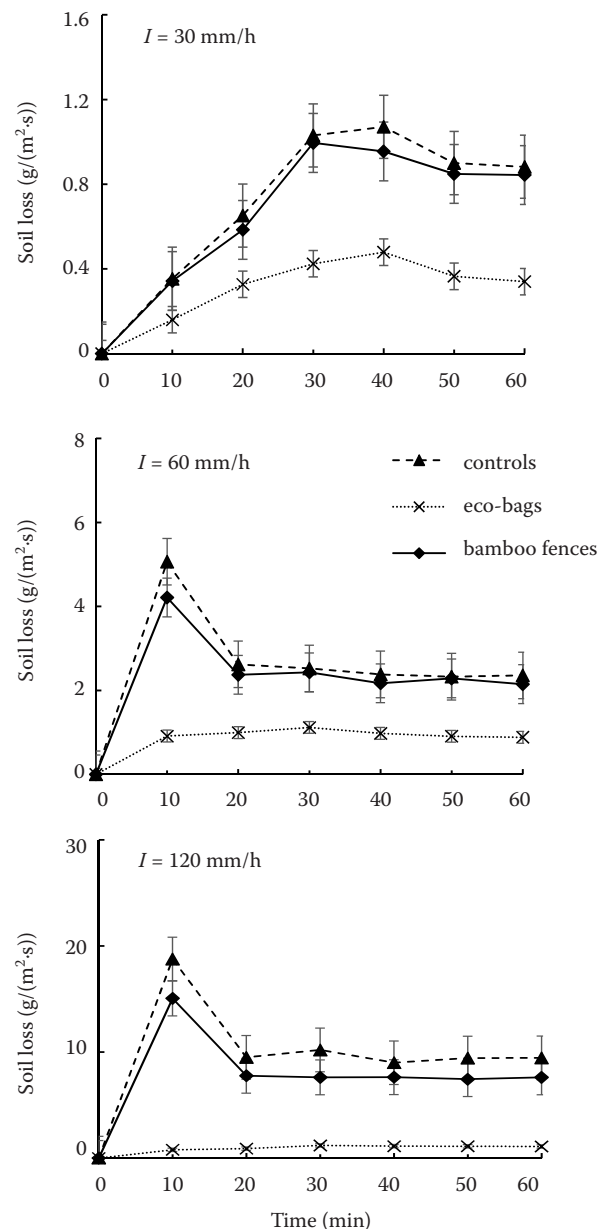 1.6
I = 30 mm/h
1.2
0.8
0.4
0
Soil loss (g/(m²·s))
0 10 20 30 40 50 60
8
I = 60 mm/h
controls
eco-bags
bamboo fences
6
4
2
0
Soil loss (g/(m²·s))
0 10 20 30 40 50 60
30
I = 120 mm/h
20
10
0
Soil loss (g/(m²·s))
0 10 20 30 40 50 60
Time (min)